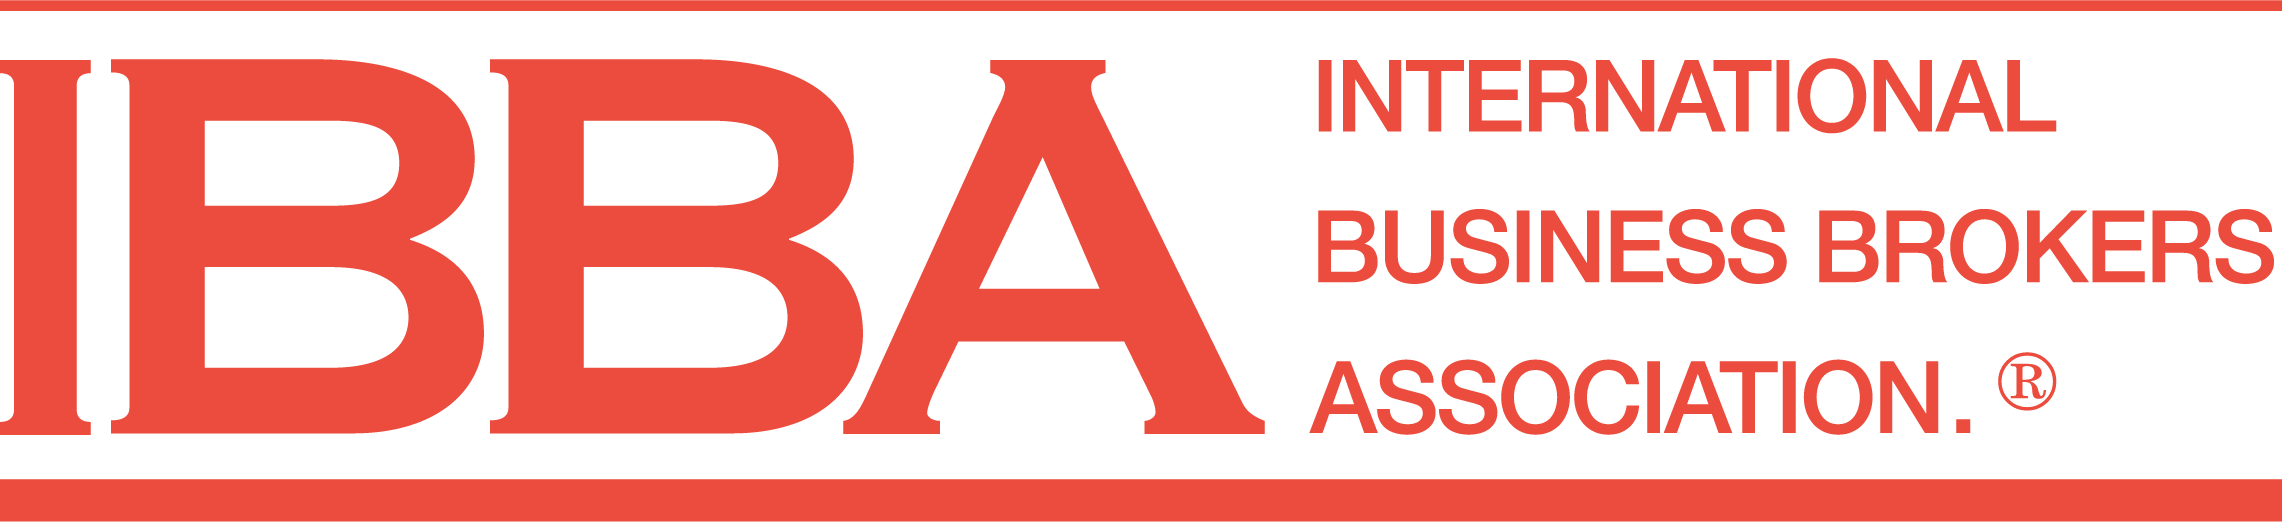 IBBA
INTERNATIONAL
BUSINESS BROKERS
ASSOCIATION. ®